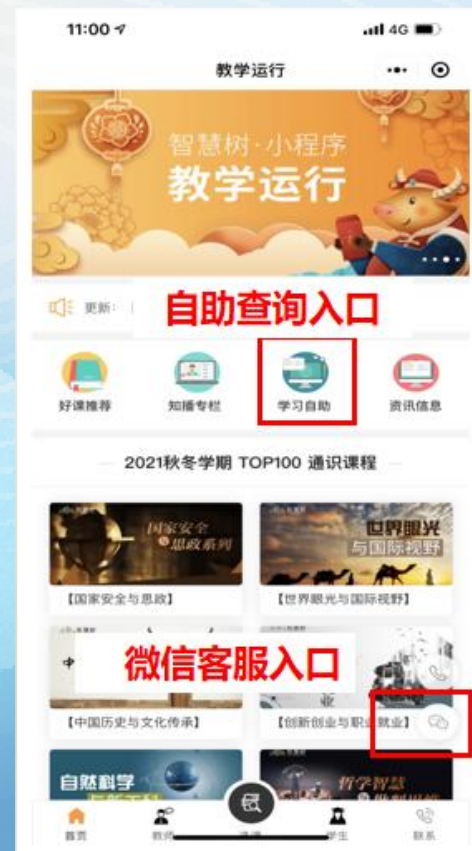 11:00
4G
教学运行
智慧树·小程序
教学运行
更新：
自助查询入口
好课推荐
知播专栏
学习自助
资讯信息
2021秋冬学期 TOP100 通识课程
国家安全
思政系列
世界眼光
与国际视野
【国家安全与思政】
【世界眼光与国际视野】
微信客服入口
中
业
【中国历史与文化传承】
【创新创业与职业就业】
自然科学
哲学智慧
首页
教师
学生
联系